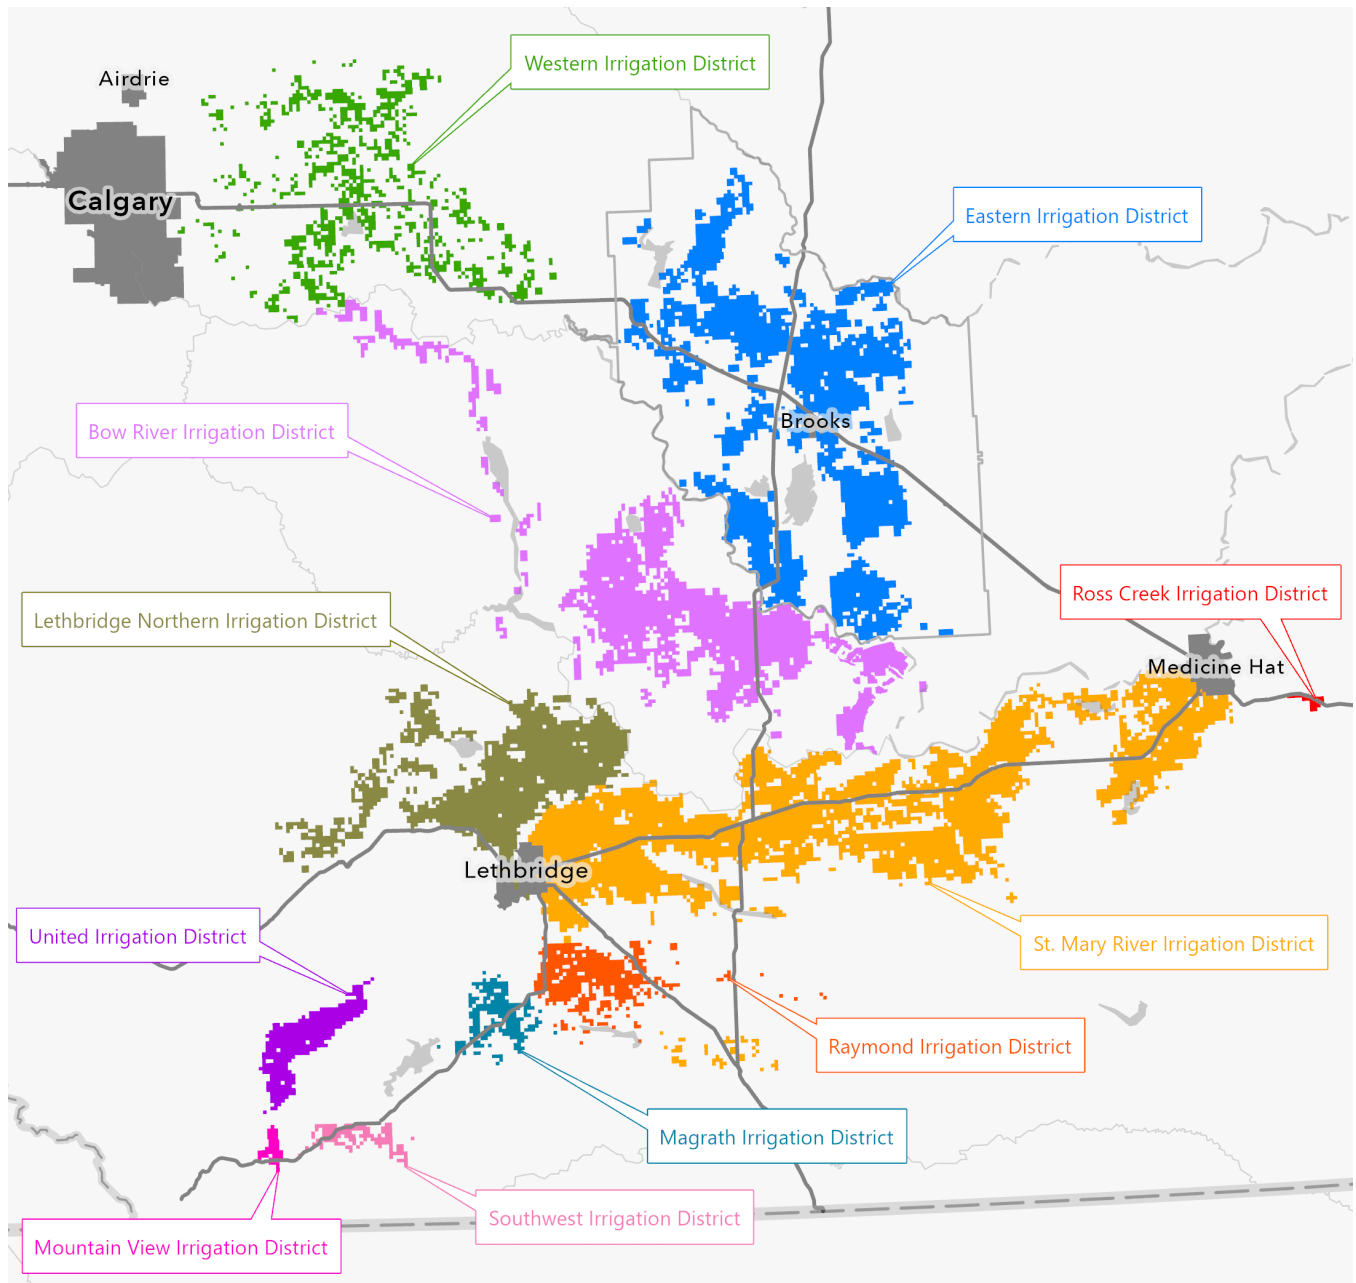 Western Irrigation District
Airdrie
Calgary
Eastern Irrigation District
Brooks
Bow River Irrigation District
Ross Creek Irrigation District
Lethbridge Northern Irrigation District
Medicine Hat
Lethbridge
United Irrigation District
St. Mary River Irrigation District
Raymond Irrigation District
Magrath Irrigation District
Southwest Irrigation District
Mountain View Irrigation District